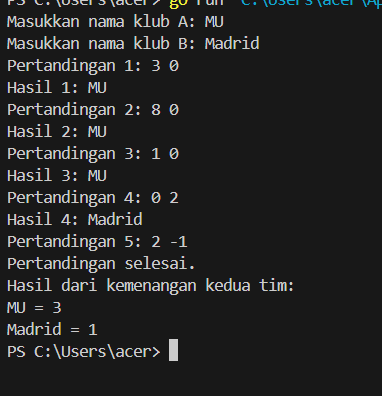 PS C:\Users\acer> go run "C:\Users\acer\Ap
Masukkan nama klub A: MU
Masukkan nama klub B: Madrid
Pertandingan 1: 3 0
Hasil 1: MU
Pertandingan 2: 8 0
Hasil 2: MU
Pertandingan 3: 1 0
Hasil 3: MU
Pertandingan 4: 0 2
Hasil 4: Madrid
Pertandingan 5: 2 -1
Pertandingan selesai.
Hasil dari kemenangan kedua tim:
MU = 3
Madrid = 1
PS C:\Users\acer>